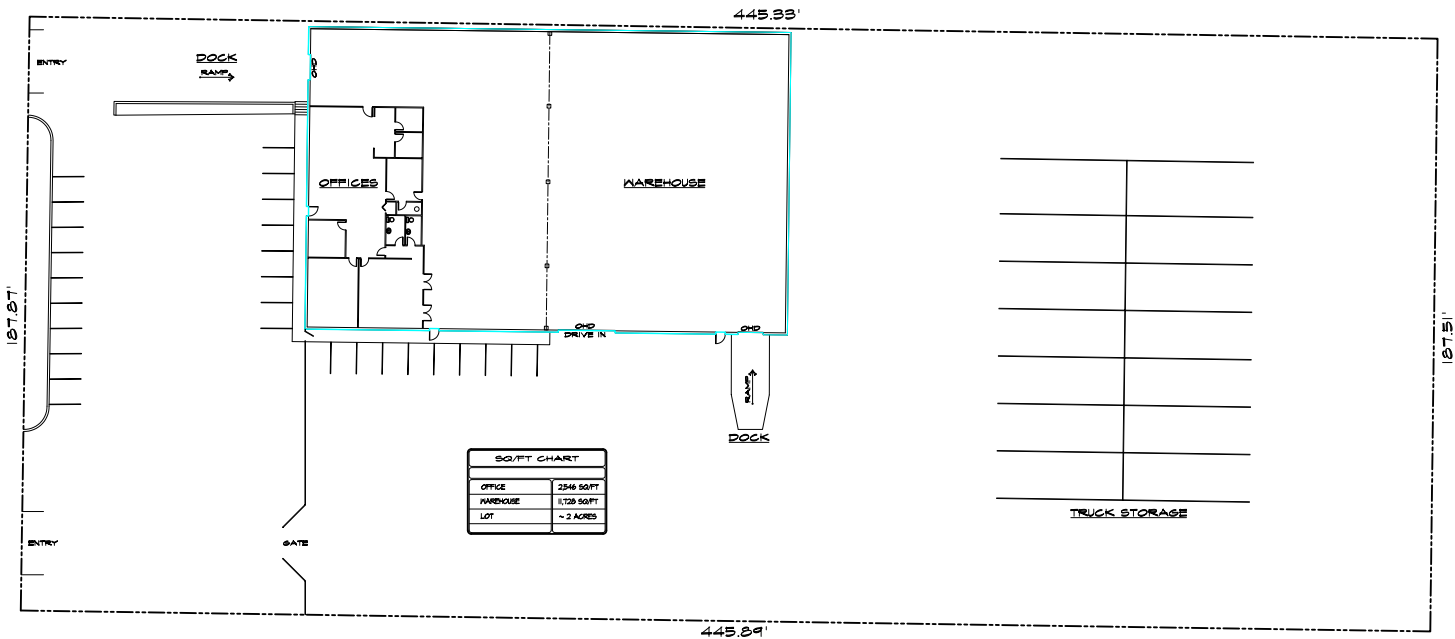 445.33'
ENTRY
DOCK
RAMP
OHD
OFFICES
WAREHOUSE
187.87'
187.51'
OHD
DRIVE IN
OHD
RAMP
DOCK
SQ/FT CHART
OFFICE 2,546 SQ/FT
WAREHOUSE 11,728 SQ/FT
LOT ~ 2 ACRES
TRUCK STORAGE
ENTRY
GATE
445.89'